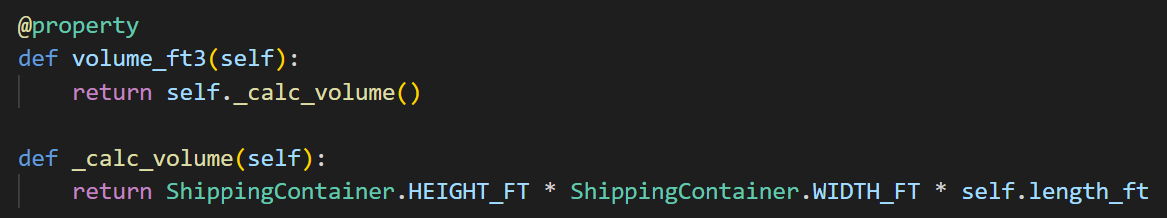 @property
def volume_ft3(self):
    return self._calc_volume()

def _calc_volume(self):
    return ShippingContainer.HEIGHT_FT * ShippingContainer.WIDTH_FT * self.length_ft